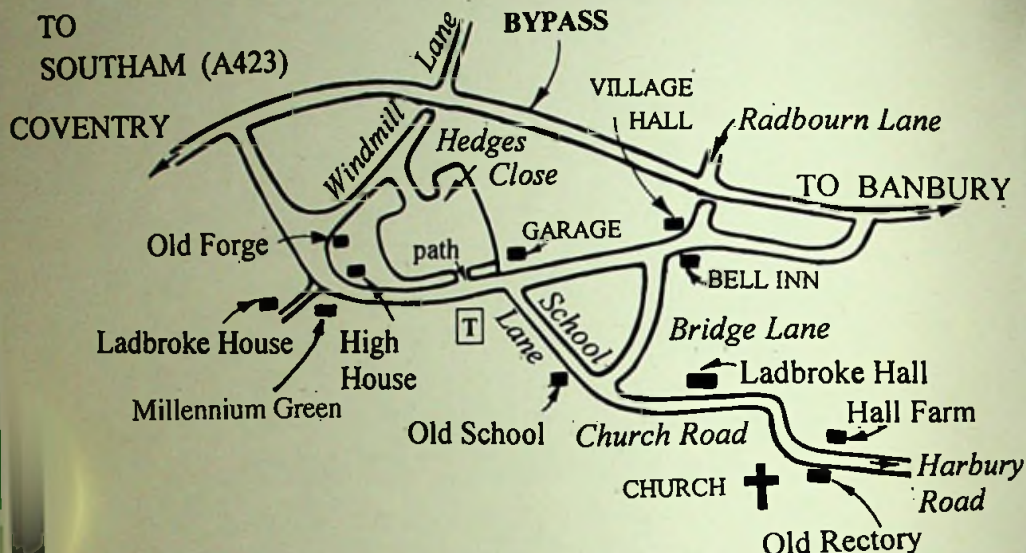 TO
SOUTHAM (A423)
COVENTRY
Lane
BYPASS
VILLAGE
HALL
Radbourn Lane
TO BANBURY
Windmill
Hedges
Close
Old Forge
path
GARAGE
BELL INN
T
School
Lane
Bridge Lane
Ladbroke House
High
House
Millennium Green
Old School
Ladbroke Hall
Hall Farm
Church Road
Harbury
Road
CHURCH
Old Rectory